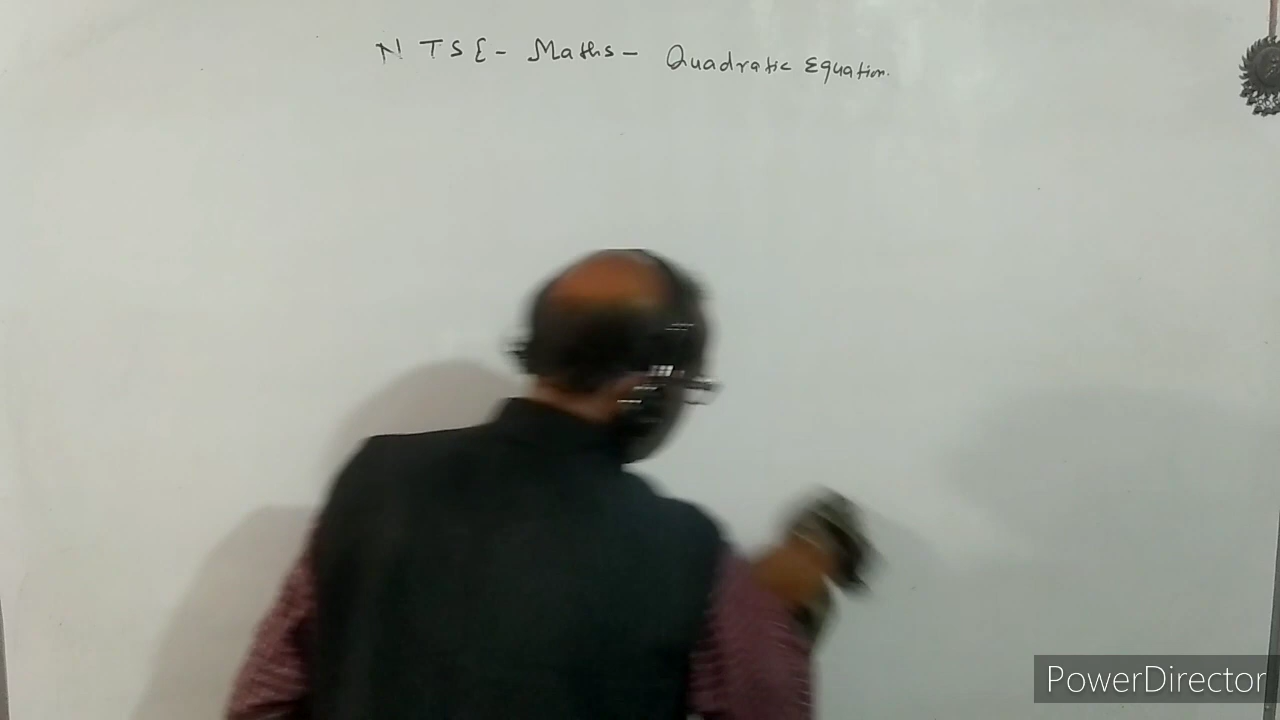 NTSE - Maths - Quadratic Equation.
PowerDirector